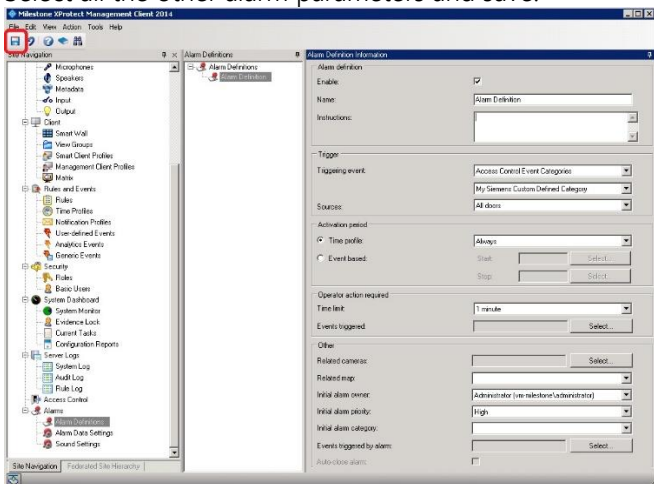 Select all the other alarm parameters and save.
Milestone XProtect Management Client 2014
File Edit View Action Tools Help
Site Navigation
Microphones
Speakers
Metadata
Input
Output
Client
Smart Wall
View Groups
Smart Client Profiles
Management Client Profiles
Matrix
Rules and Events
Rules
Time Profiles
Notification Profiles
User-defined Events
Analytics Events
Generic Events
Security
Roles
Basic Users
System Dashboard
System Monitor
Evidence Lock
Current Tasks
Configuration Reports
Server Logs
System Log
Audit Log
Rule Log
Access Control
Alarms
Alarm Definitions
Alarm Data Settings
Sound Settings
Site Navigation Federated Site Hierarchy
Alarm Definitions
Alarm Definitions
Alarm Definition
Alarm Definition Information
Alarm definition
Enable:
Name: Alarm Definition
Instructions:
Trigger
Triggering event: Access Control Event Categories
My Siemens Custom Defined Category
Sources: All doors
Activation period
Time profile: Always
Event based: Start Select...
Stop Select...
Operator action required
Time limit: 1 minute
Events triggered: Select...
Other
Related cameras: Select...
Related map:
Initial alarm owner: Administrator (vm-milestone\administrator)
Initial alarm priority: High
Initial alarm category:
Events triggered by alarm: Select...
Auto-close alarm: